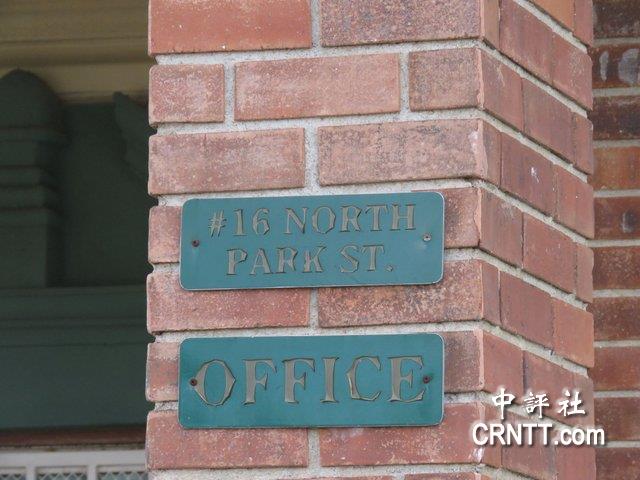 #16 NORTH
PARK ST.
OFFICE
中評社
CRNTT.com